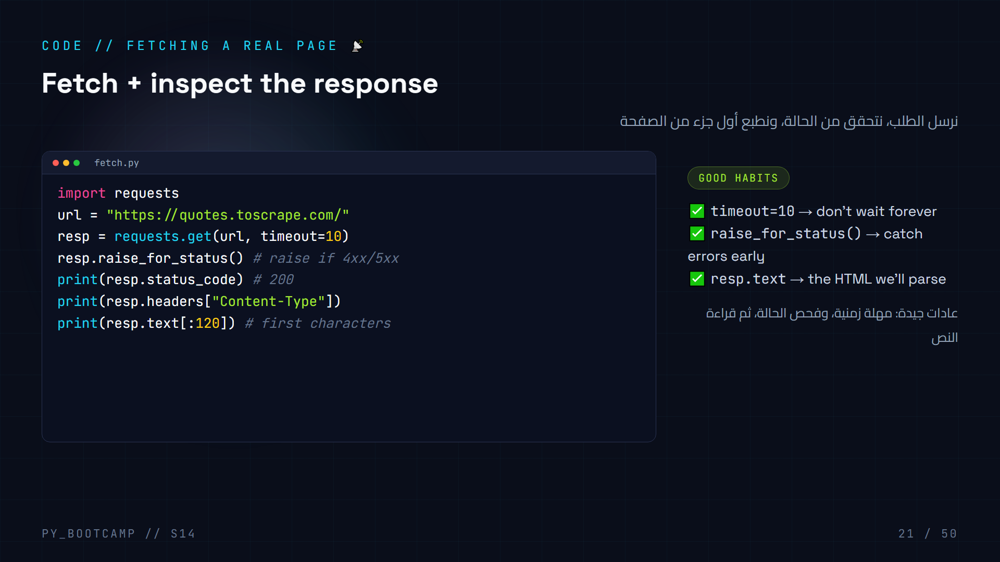 CODE // FETCHING A REAL PAGE 📡
Fetch + inspect the response
نرسل الطلب، نتحقق من الحالة، ونطبع أول جزء من الصفحة
fetch.py
import requests
url = "https://quotes.toscrape.com/"
resp = requests.get(url, timeout=10)
resp.raise_for_status() # raise if 4xx/5xx
print(resp.status_code) # 200
print(resp.headers["Content-Type"])
print(resp.text[:120]) # first characters
GOOD HABITS
✅ timeout=10 → don’t wait forever
✅ raise_for_status() → catch
errors early
✅ resp.text → the HTML we’ll parse
عادات جيدة: مهلة زمنية، وفحص الحالة، ثم قراءة
النص
PY_BOOTCAMP // S14
21 / 50